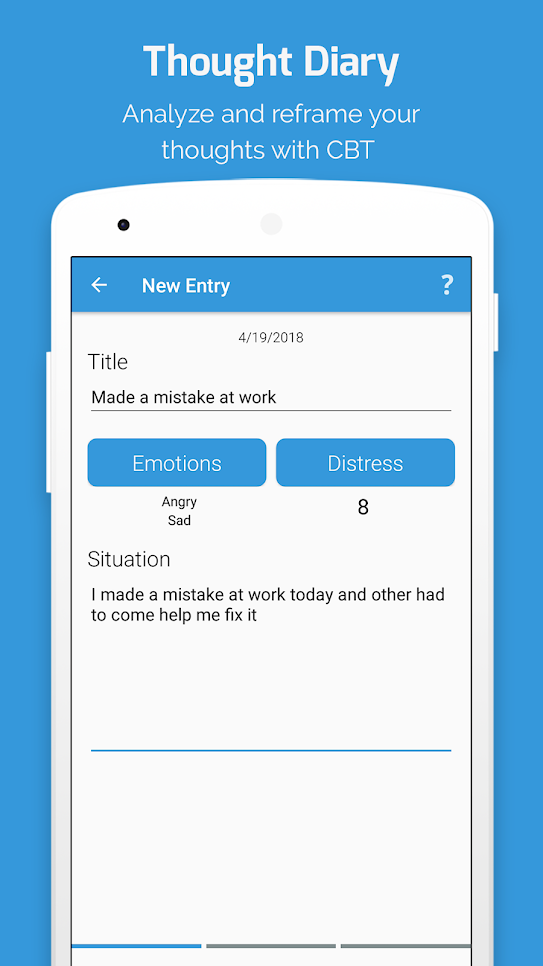 Thought Diary
Analyze and reframe your
thoughts with CBT
New Entry
?
4/19/2018
Title
Made a mistake at work
Emotions
Distress
Angry
Sad
8
Situation
I made a mistake at work today and other had
to come help me fix it